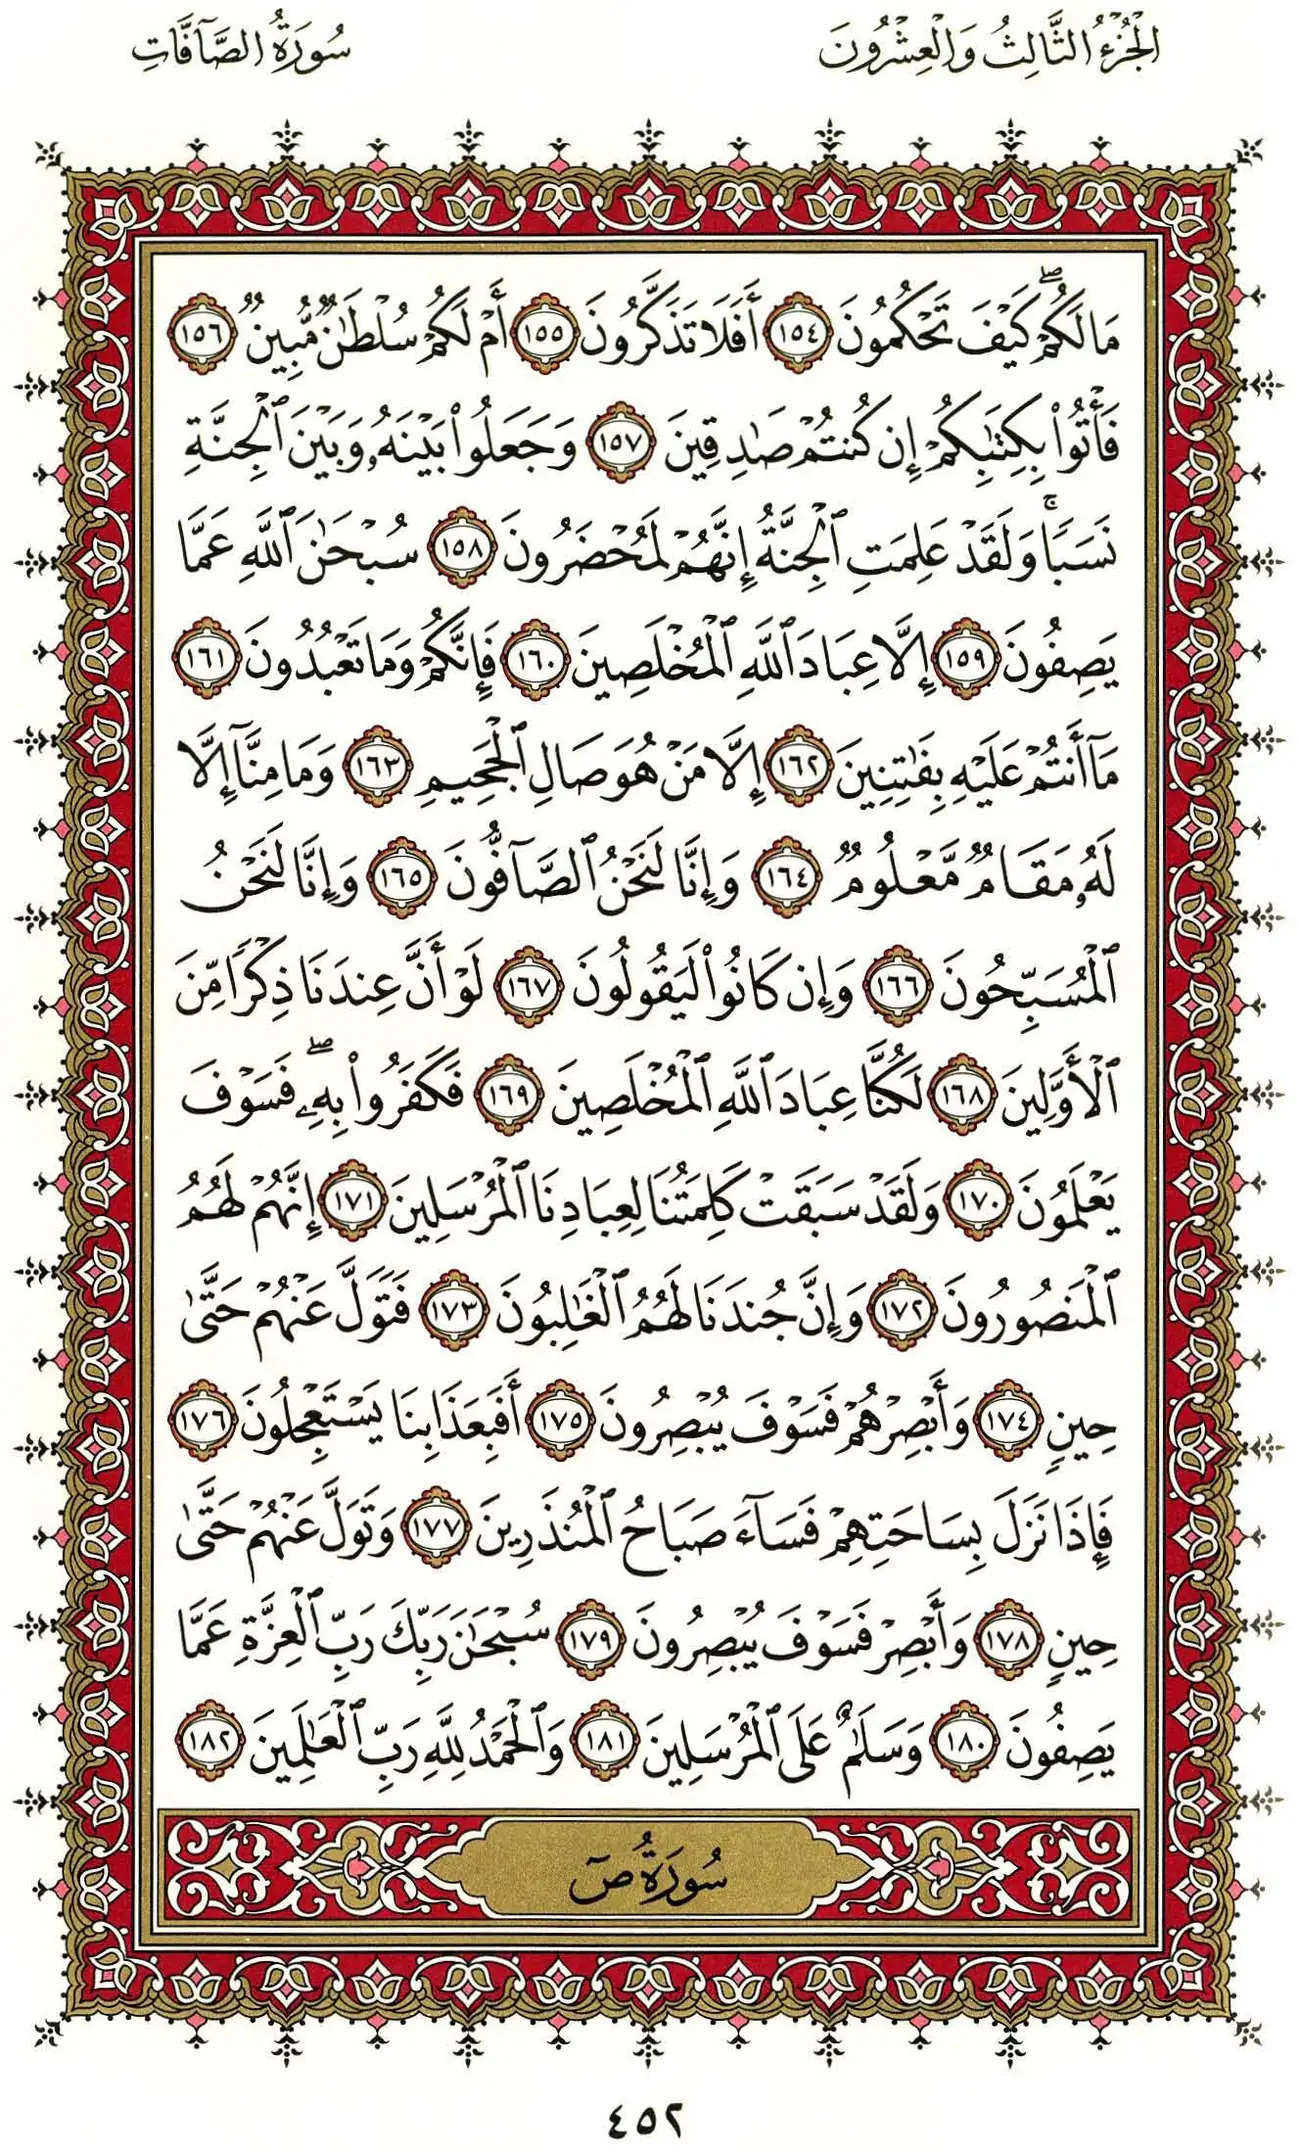 الجُزْءُ الثَّالِثُ وَالْعِشْرُونَ
سُورَةُ الصَّآفَّاتِ
مَا لَكُمْ كَيْفَ تَحْكُمُونَ ١٥٤ أَفَلَا تَذَكَّرُونَ ١٥٥ أَمْ لَكُمْ سُلْطَٰنٌ مُّبِينٌ ١٥٦
فَأْتُوا۟ بِكِتَٰبِكُمْ إِن كُنتُمْ صَٰدِقِينَ ١٥٧ وَجَعَلُوا۟ بَيْنَهُۥ وَبَيْنَ ٱلْجِنَّةِ
نَسَبًا ۚ وَلَقَدْ عَلِمَتِ ٱلْجِنَّةُ إِنَّهُمْ لَمُحْضَرُونَ ١٥٨ سُبْحَٰنَ ٱللَّهِ عَمَّا
يَصِفُونَ ١٥٩ إِلَّا عِبَادَ ٱللَّهِ ٱلْمُخْلَصِينَ ١٦٠ فَإِنَّكُمْ وَمَا تَعْبُدُونَ ١٦١
مَآ أَنتُمْ عَلَيْهِ بِفَٰتِنِينَ ١٦٢ إِلَّا مَنْ هُوَ صَالِ ٱلْجَحِيمِ ١٦٣ وَمَا مِنَّآ إِلَّا
لَهُۥ مَقَامٌ مَّعْلُومٌ ١٦٤ وَإِنَّا لَنَحْنُ ٱلصَّآفُّونَ ١٦٥ وَإِنَّا لَنَحْنُ
ٱلْمُسَبِّحُونَ ١٦٦ وَإِن كَانُوا۟ لَيَقُولُونَ ١٦٧ لَوْ أَنَّ عِندَنَا ذِكْرًا مِّنَ
ٱلْأَوَّلِينَ ١٦٨ لَكُنَّا عِبَادَ ٱللَّهِ ٱلْمُخْلَصِينَ ١٦٩ فَكَفَرُوا۟ بِهِۦ ۖ فَسَوْفَ
يَعْلَمُونَ ١٧٠ وَلَقَدْ سَبَقَتْ كَلِمَتُنَا لِعِبَادِنَا ٱلْمُرْسَلِينَ ١٧١ إِنَّهُمْ لَهُمُ
ٱلْمَنصُورُونَ ١٧٢ وَإِنَّ جُندَنَا لَهُمُ ٱلْغَٰلِبُونَ ١٧٣ فَتَوَلَّ عَنْهُمْ حَتَّىٰ
حِينٍ ١٧٤ وَأَبْصِرْهُمْ فَسَوْفَ يُبْصِرُونَ ١٧٥ أَفَبِعَذَابِنَا يَسْتَعْجِلُونَ ١٧٦
فَإِذَا نَزَلَ بِسَاحَتِهِمْ فَسَآءَ صَبَاحُ ٱلْمُنذَرِينَ ١٧٧ وَتَوَلَّ عَنْهُمْ حَتَّىٰ
حِينٍ ١٧٨ وَأَبْصِرْ فَسَوْفَ يُبْصِرُونَ ١٧٩ سُبْحَٰنَ رَبِّكَ رَبِّ ٱلْعِزَّةِ عَمَّا
يَصِفُونَ ١٨٠ وَسَلَٰمٌ عَلَى ٱلْمُرْسَلِينَ ١٨١ وَٱلْحَمْدُ لِلَّهِ رَبِّ ٱلْعَٰلَمِينَ ١٨٢
سُورَةُ صٓ
٤٥٢